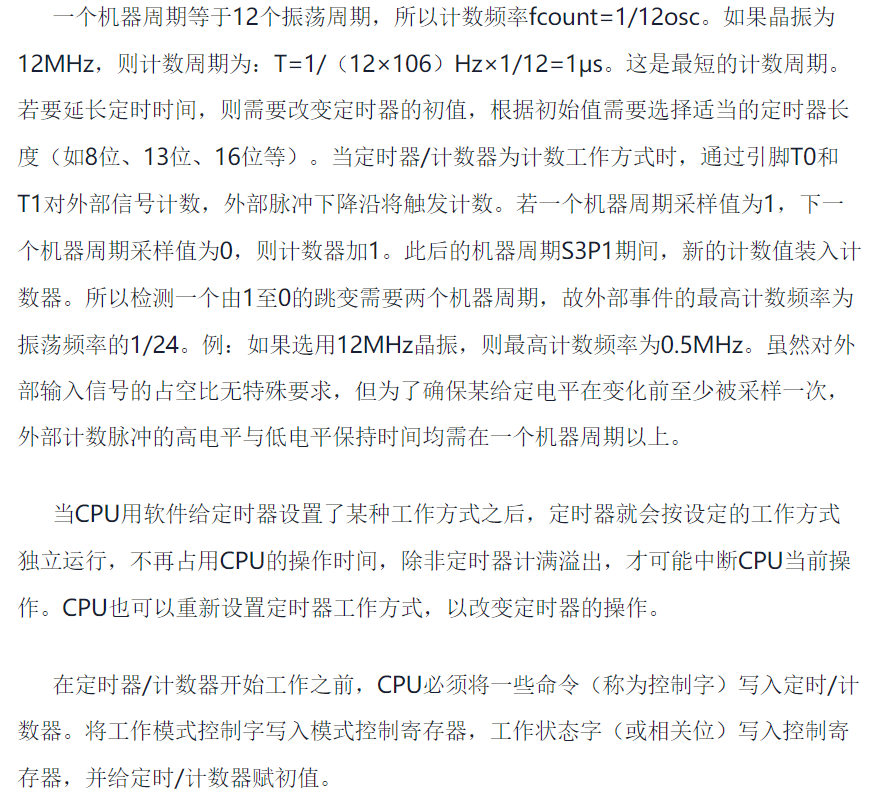 一个机器周期等于12个振荡周期，所以计数频率fcount=1/12osc。如果晶振为
12MHz，则计数周期为：T=1/（12×106）Hz×1/12=1μs。这是最短的计数周期。
若要延长定时时间，则需要改变定时器的初值，根据初始值需要选择适当的定时器长
度（如8位、13位、16位等）。当定时器/计数器为计数工作方式时，通过引脚T0和
T1对外部信号计数，外部脉冲下降沿将触发计数。若一个机器周期采样值为1，下一
个机器周期采样值为0，则计数器加1。此后的机器周期S3P1期间，新的计数值装入计
数器。所以检测一个由1至0的跳变需要两个机器周期，故外部事件的最高计数频率为
振荡频率的1/24。例：如果选用12MHz晶振，则最高计数频率为0.5MHz。虽然对外
部输入信号的占空比无特殊要求，但为了确保某给定电平在变化前至少被采样一次，
外部计数脉冲的高电平与低电平保持时间均需在一个机器周期以上。
当CPU用软件给定时器设置了某种工作方式之后，定时器就会按设定的工作方式
独立运行，不再占用CPU的操作时间，除非定时器计满溢出，才可能中断CPU当前操
作。CPU也可以重新设置定时器工作方式，以改变定时器的操作。
在定时器/计数器开始工作之前，CPU必须将一些命令（称为控制字）写入定时/计
数器。将工作模式控制字写入模式控制寄存器，工作状态字（或相关位）写入控制寄
存器，并给定时/计数器赋初值。